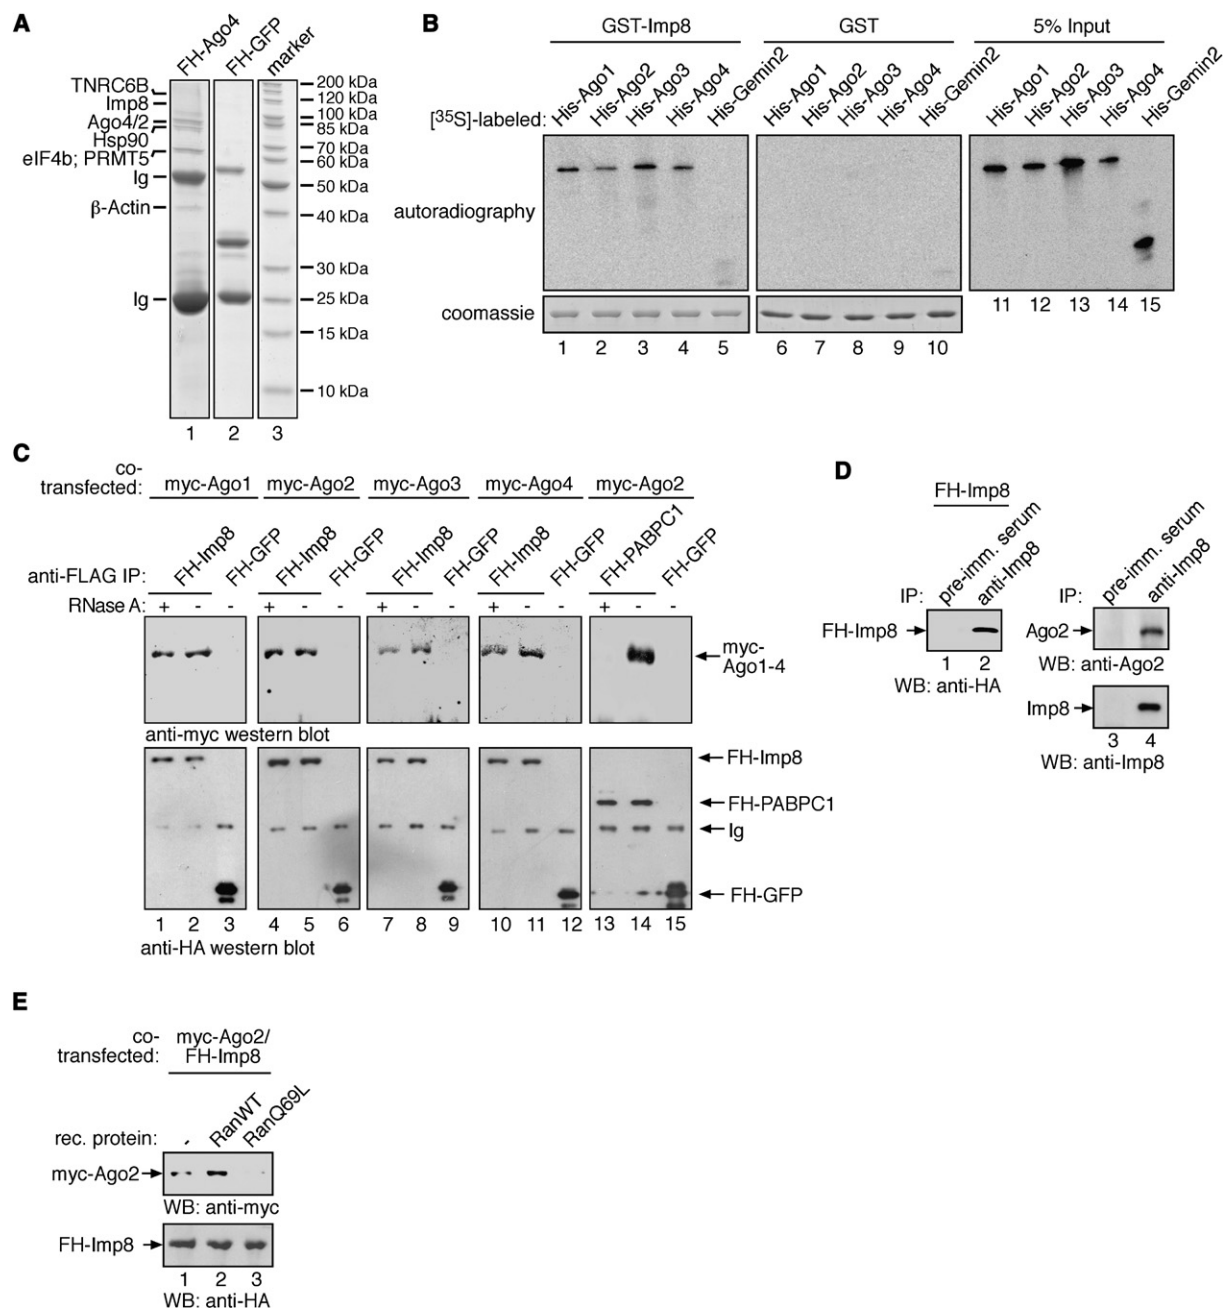 A
FH-Ago4
FH-GFP
marker
TNRC6B
Imp8
Ago4/2
Hsp90
eIF4b; PRMT5
Ig
β-Actin
Ig
200 kDa
120 kDa
100 kDa
85 kDa
70 kDa
60 kDa
50 kDa
40 kDa
30 kDa
25 kDa
15 kDa
10 kDa
1 2 3
B
GST-Imp8 GST 5% Input
[35S]-labeled: His-Ago1 His-Ago2 His-Ago3 His-Ago4 His-Gemin2 His-Ago1 His-Ago2 His-Ago3 His-Ago4 His-Gemin2 His-Ago1 His-Ago2 His-Ago3 His-Ago4 His-Gemin2
autoradiography
11 12 13 14 15
coomassie
1 2 3 4 5 6 7 8 9 10
C
co-
transfected: myc-Ago1 myc-Ago2 myc-Ago3 myc-Ago4 myc-Ago2
anti-FLAG IP: FH-Imp8 FH-GFP FH-Imp8 FH-GFP FH-Imp8 FH-GFP FH-Imp8 FH-GFP FH-PABPC1 FH-GFP
RNase A: + - - + - - + - - + - - + - -
myc-
Ago1-4
anti-myc western blot
FH-Imp8
FH-PABPC1
Ig
FH-GFP
1 2 3 4 5 6 7 8 9 10 11 12 13 14 15
anti-HA western blot
D
FH-Imp8
IP: pre-imm. serum anti-Imp8
FH-Imp8
1 2
WB: anti-HA
IP: pre-imm. serum anti-Imp8
Ago2
WB: anti-Ago2
Imp8
3 4
WB: anti-Imp8
E
co-
transfected:
myc-Ago2/
FH-Imp8
rec. protein: - RanWT RanQ69L
myc-Ago2
WB: anti-myc
FH-Imp8
1 2 3
WB: anti-HA